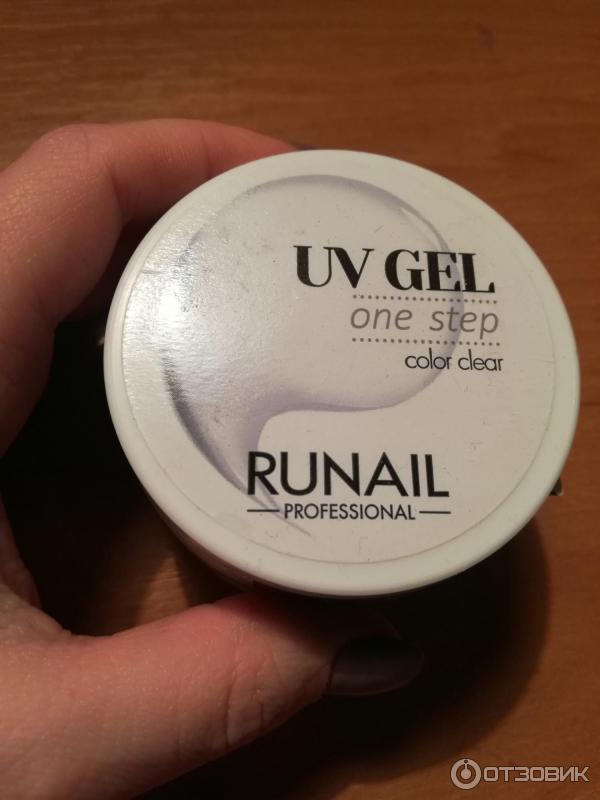 UV GEL
one step
color clear
RUNAIL
PROFESSIONAL
ОТЗОВИК